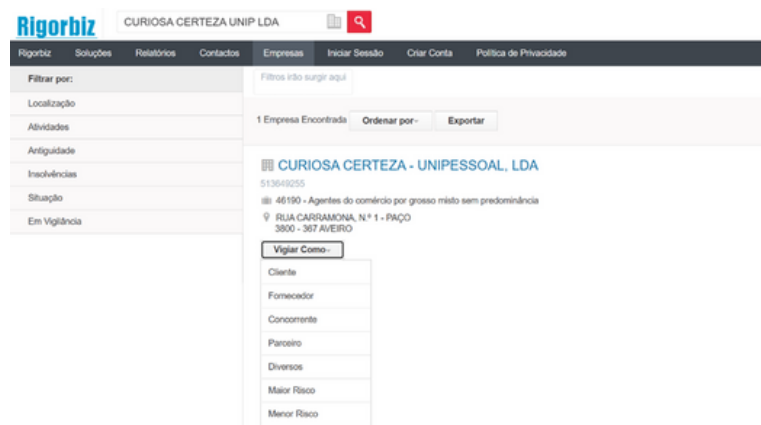 Rigorbiz
CURIOSA CERTEZA UNIP LDA
Rigorbiz Soluções Relatórios Contactos Empresas Iniciar Sessão Criar Conta Política de Privacidade
Filtrar por:
Localização
Atividades
Antiguidade
Insolvências
Situação
Em Vigilância
Filtros irão surgir aqui
1 Empresa Encontrada Ordenar por Exportar
CURIOSA CERTEZA - UNIPESSOAL, LDA
513649255
46190 - Agentes do comércio por grosso misto sem predominância
RUA CARRAMONA, N.º 1 - PAÇO
3800 - 367 AVEIRO
Vigiar Como
Cliente
Fornecedor
Concorrente
Parceiro
Diversos
Maior Risco
Menor Risco